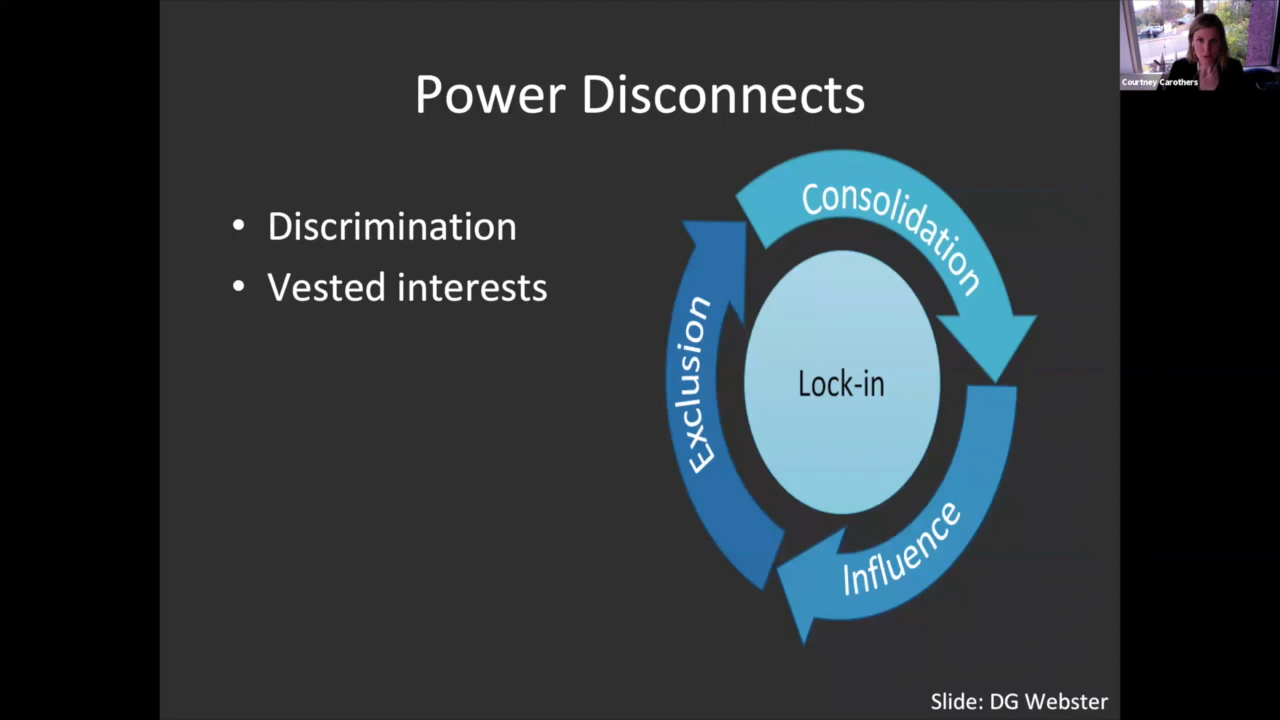 Courtney Carothers
Power Disconnects
• Discrimination
• Vested interests
Consolidation
Exclusion
Lock-in
Influence
Slide: DG Webster